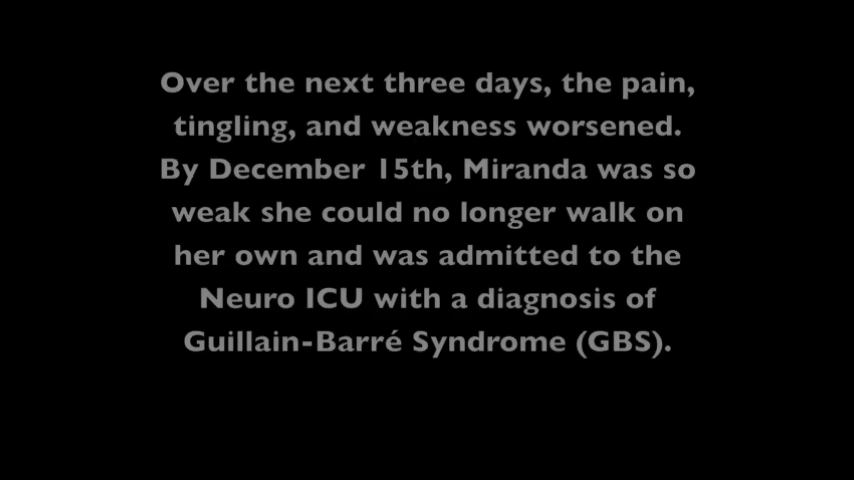 Over the next three days, the pain,
tingling, and weakness worsened.
By December 15th, Miranda was so
weak she could no longer walk on
her own and was admitted to the
Neuro ICU with a diagnosis of
Guillain-Barré Syndrome (GBS).